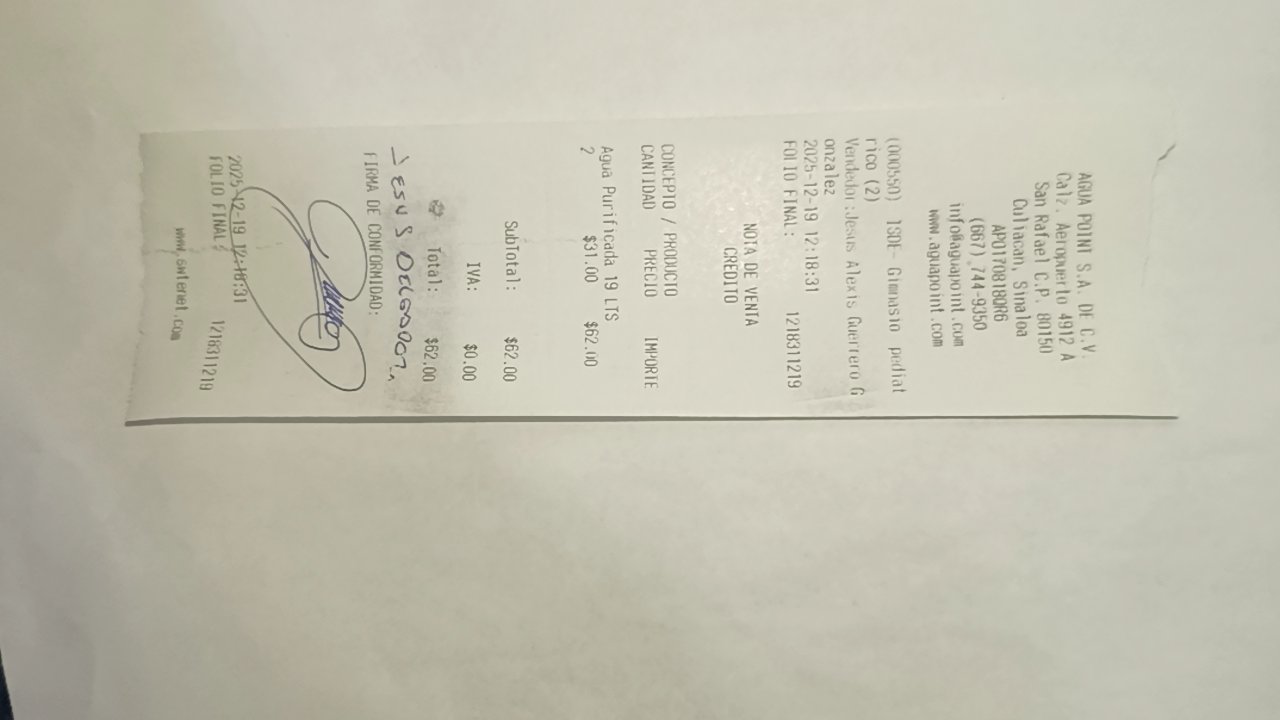 AGUA POINT S.A. DE C.V.
Calz. Aeropuerto 4912 A
San Rafael C.P. 80150
Culiacan, Sinaloa
APO170818QR6
(667) 744-9350
info@aguapoint.com
www.aguapoint.com
(000550) ISDE- Gimnasio pediat
rico (2)
Vendedor:Jesus Alexis Guerrero G
onzalez
2025-12-19 12:18:31
FOLIO FINAL: 1218311219
NOTA DE VENTA
CREDITO
CONCEPTO / PRODUCTO
CANTIDAD PRECIO IMPORTE
Agua Purificada 19 LTS
2 $31.00 $62.00
SubTotal: $62.00
IVA: $0.00
Total: $62.00
JESUS
FIRMA DE CONFORMIDAD:
2025-12-19 12:18:31
FOLIO FINAL: 1218311219
www.swtenet.com